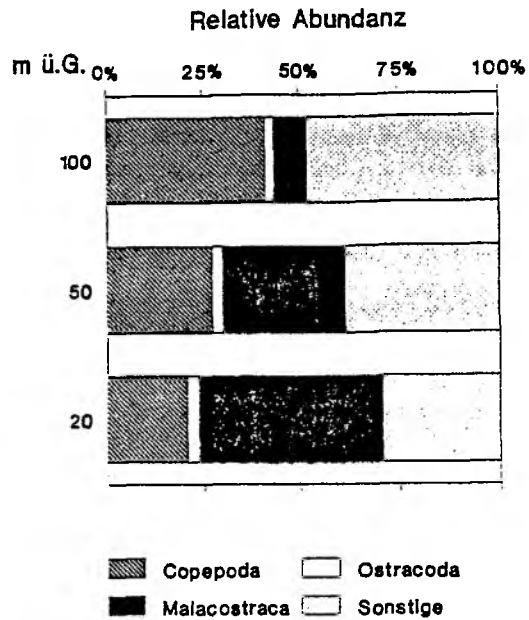 Relative Abundanz
m ü.G. 0% 25% 50% 75% 100%
100
50
20
Copepoda Ostracoda
Malacostraca Sonstige